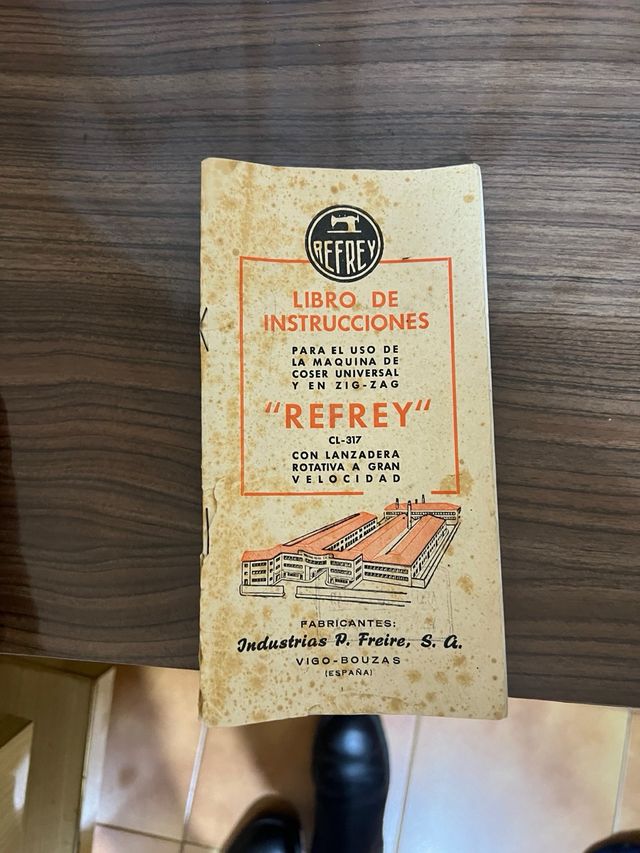 REFREY
LIBRO DE
INSTRUCCIONES
PARA EL USO DE
LA MAQUINA DE
COSER UNIVERSAL
Y EN ZIG-ZAG
"REFREY"
CL-317
CON LANZADERA
ROTATIVA A GRAN
VELOCIDAD
FABRICANTES:
Industrias P. Freire, S. A.
VIGO-BOUZAS
(ESPAÑA)